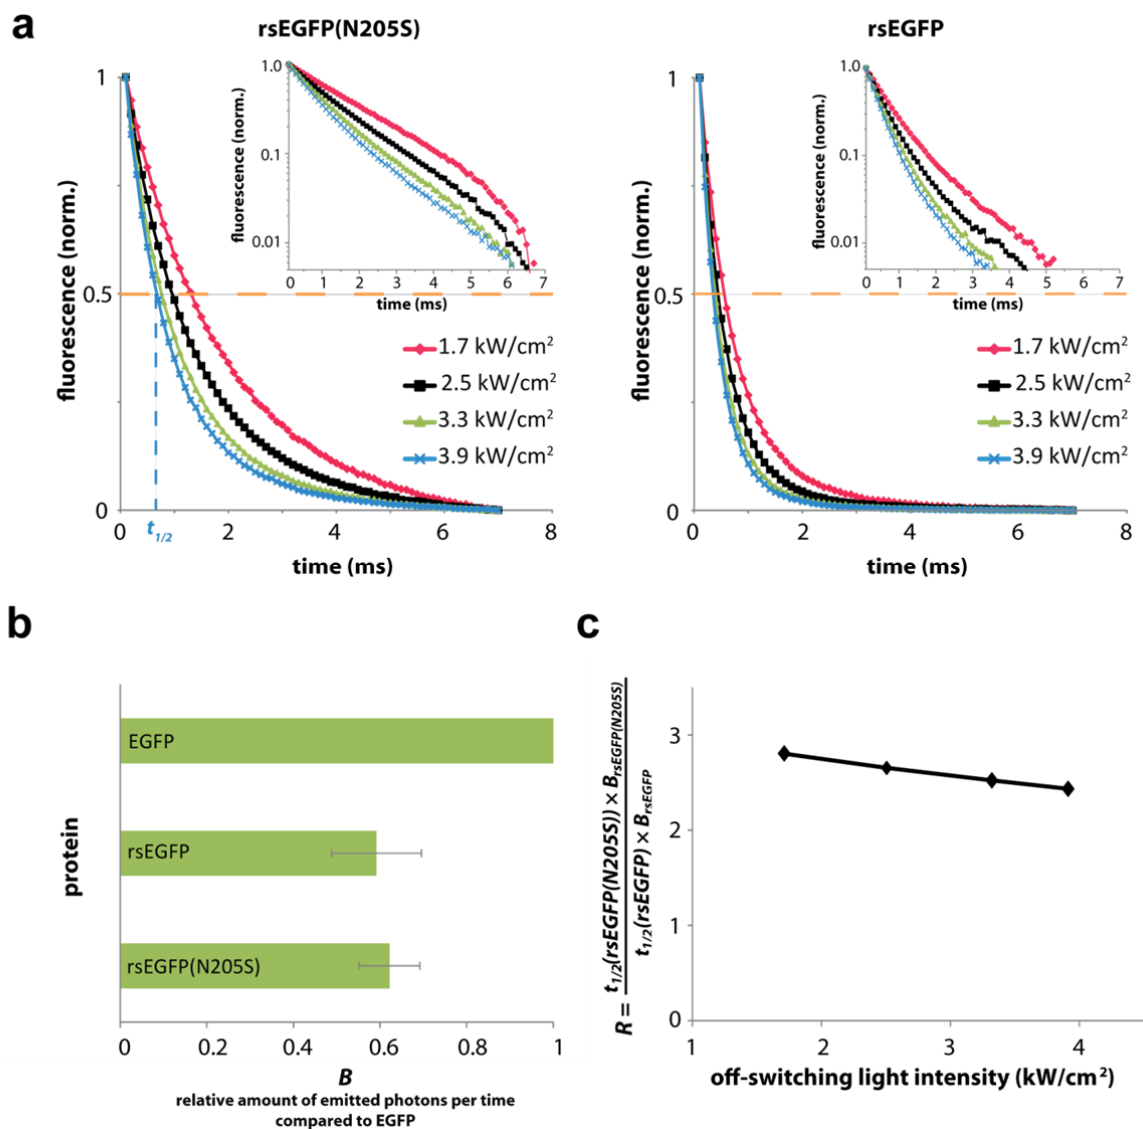 a
rsEGFP(N205S)
1
0.5
0
fluorescence (norm.)
0
t1/2
2
4
6
8
time (ms)
1.0
0.1
0.01
fluorescence (norm.)
0 1 2 3 4 5 6 7
time (ms)
1.7 kW/cm²
2.5 kW/cm²
3.3 kW/cm²
3.9 kW/cm²
rsEGFP
1
0.5
0
fluorescence (norm.)
0
2
4
6
8
time (ms)
1.0
0.1
0.01
fluorescence (norm.)
0 1 2 3 4 5 6 7
time (ms)
1.7 kW/cm²
2.5 kW/cm²
3.3 kW/cm²
3.9 kW/cm²
b
protein
EGFP
rsEGFP
rsEGFP(N205S)
0 0.2 0.4 0.6 0.8 1
B
relative amount of emitted photons per time
compared to EGFP
c
R = t1/2(rsEGFP(N205S)) × BrsEGFP(N205S)
t1/2(rsEGFP) × BrsEGFP
3
2
1
0
1 2 3 4
off-switching light intensity (kW/cm²)